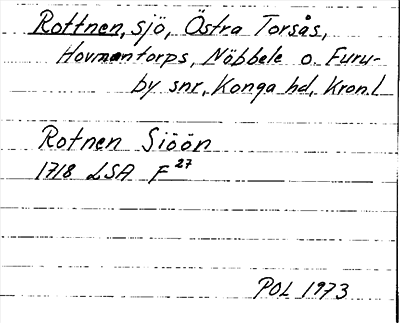 Rottnen, sjö, Östra Torsås,
Hovmantorps, Nöbbele o. Furu-
by snr, Konga hd, Kron.l
Rotnen Siöön
1718 LSA F27
POL 1973